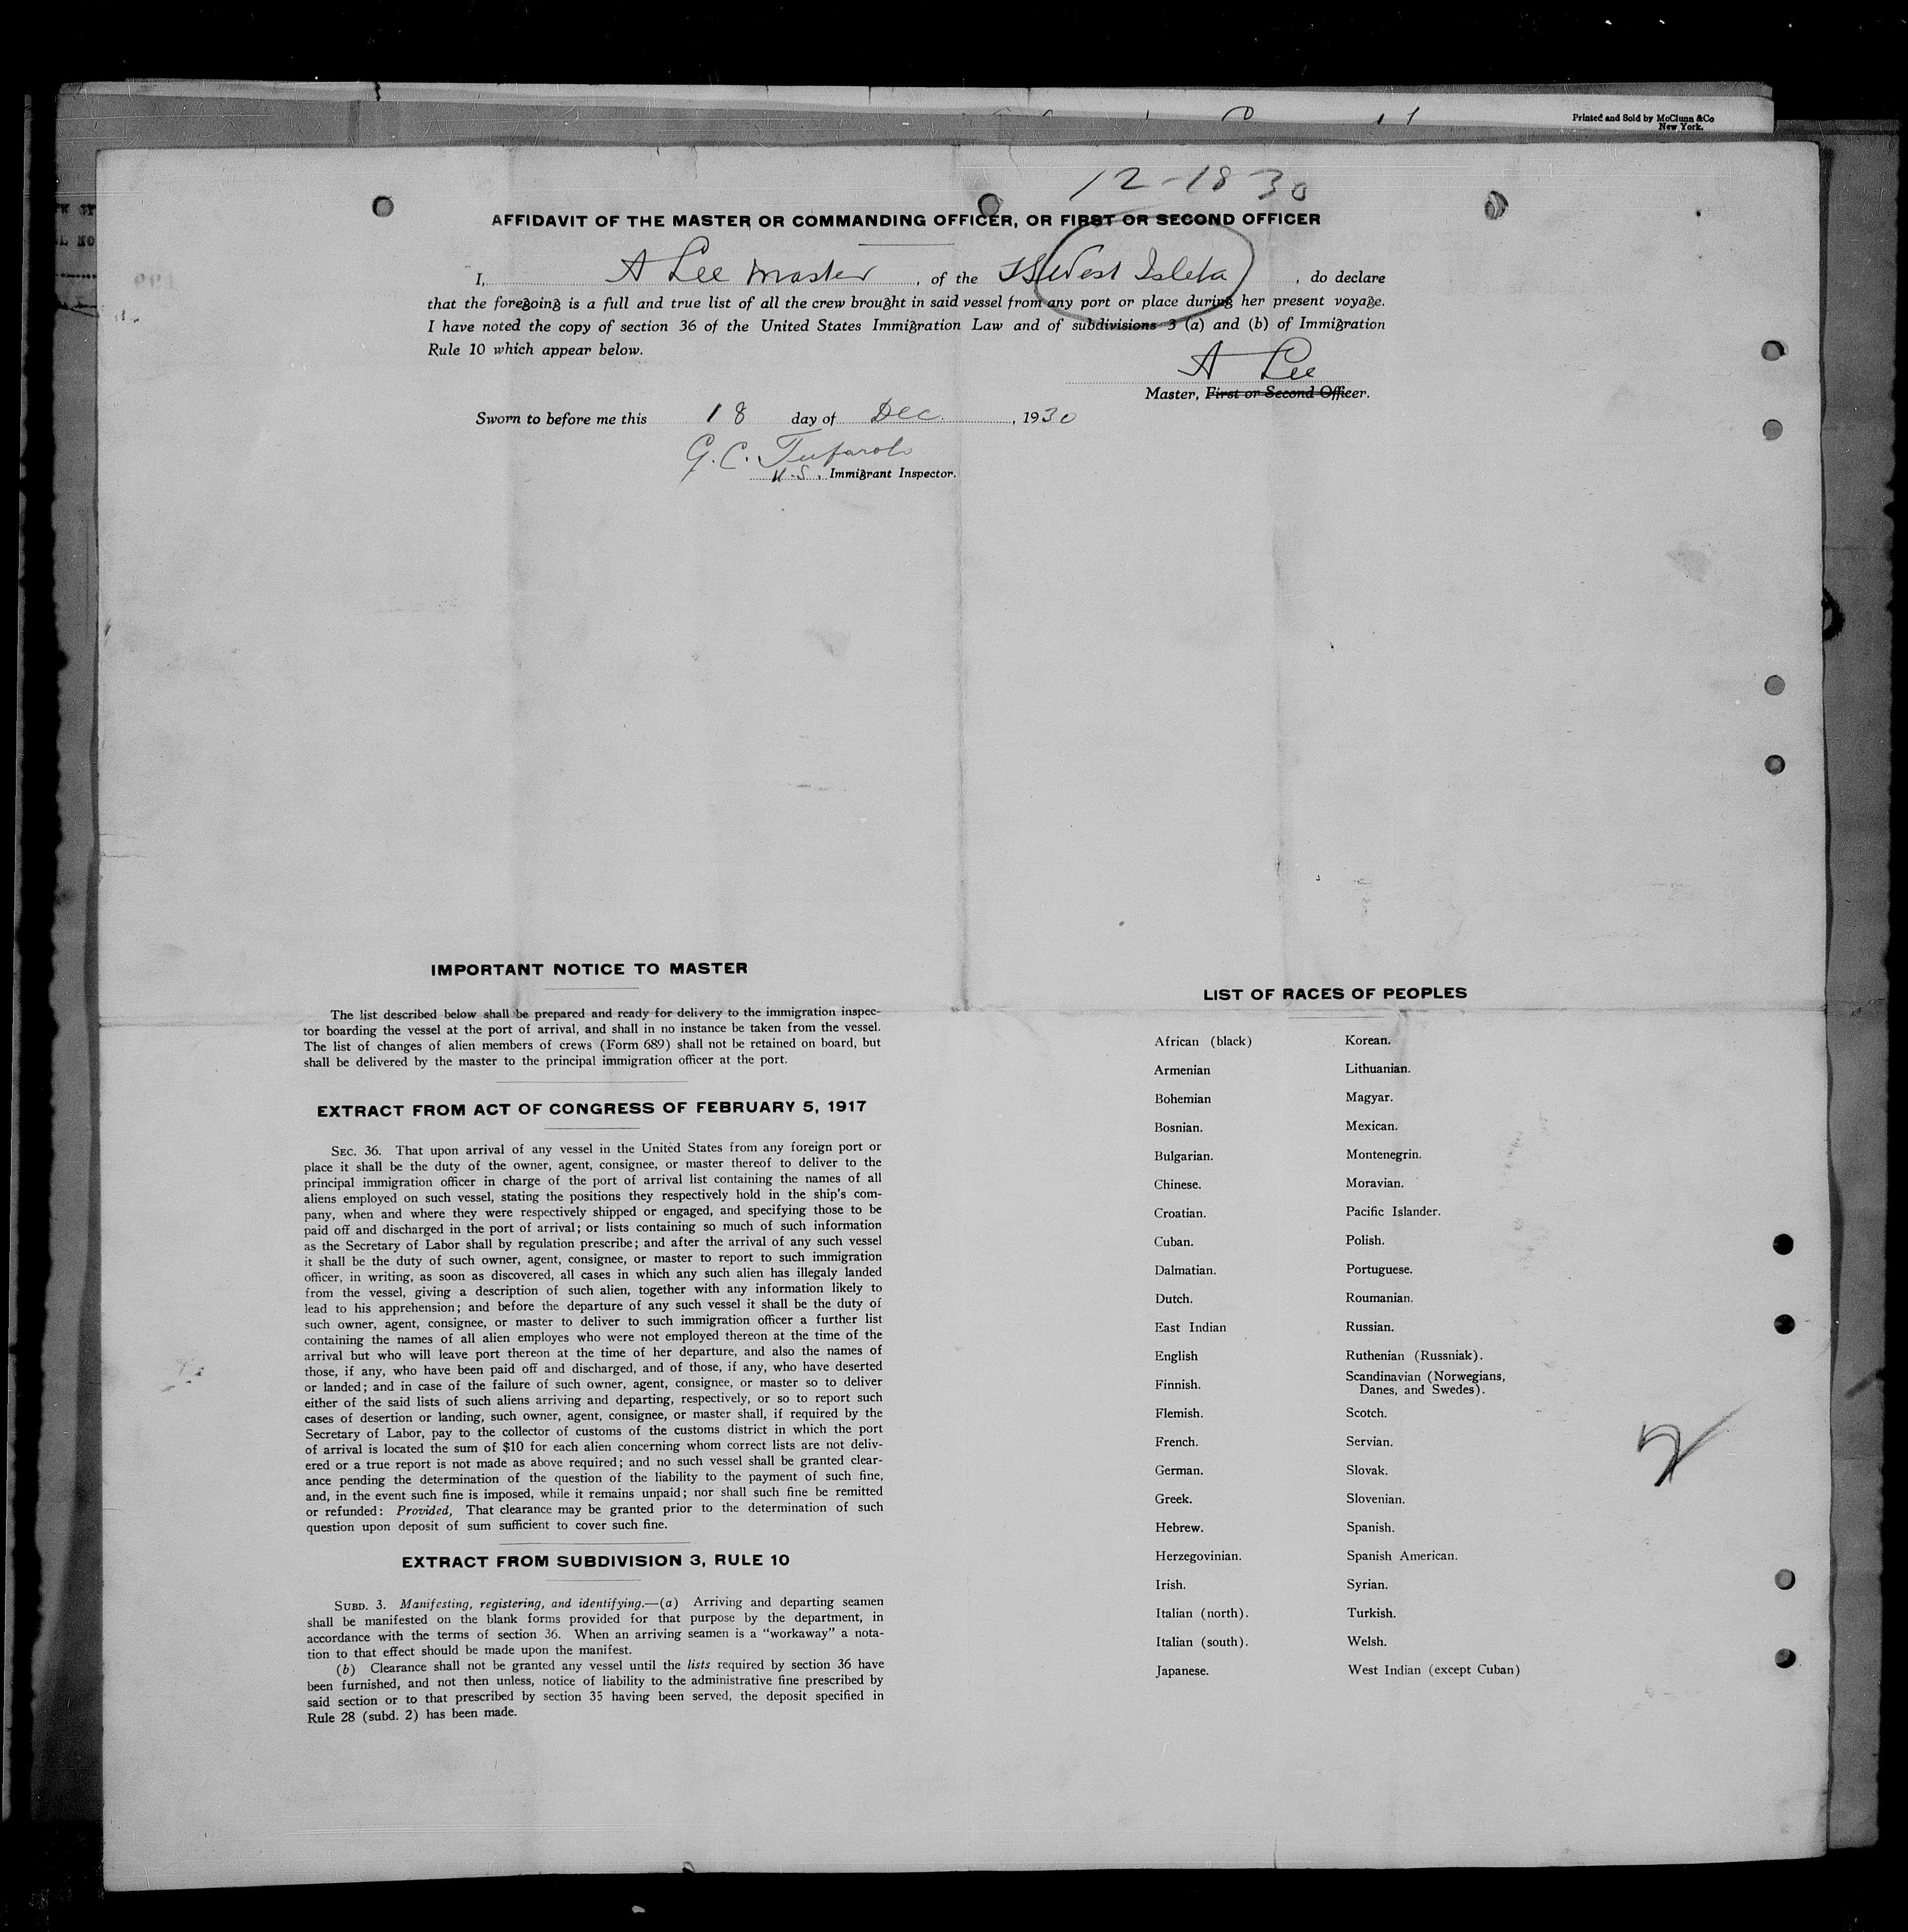 Printed and Sold by McClunn & Co
New York.
12-18-30
AFFIDAVIT OF THE MASTER OR COMMANDING OFFICER, OR FIRST OR SECOND OFFICER
I, A Lee Master, of the SS West Isleta, do declare
that the foregoing is a full and true list of all the crew brought in said vessel from any port or place during her present voyage.
I have noted the copy of section 36 of the United States Immigration Law and of subdivisions 3 (a) and (b) of Immigration
Rule 10 which appear below.
A Lee
Master, First or Second Officer.
Sworn to before me this 18 day of Dec, 1930
G. C.
U.S. Immigrant Inspector.
IMPORTANT NOTICE TO MASTER
The list described below shall be prepared and ready for delivery to the immigration inspec-
tor boarding the vessel at the port of arrival, and shall in no instance be taken from the vessel.
The list of changes of alien members of crews (Form 689) shall not be retained on board, but
shall be delivered by the master to the principal immigration officer at the port.
EXTRACT FROM ACT OF CONGRESS OF FEBRUARY 5, 1917
SEC. 36. That upon arrival of any vessel in the United States from any foreign port or
place it shall be the duty of the owner, agent, consignee, or master thereof to deliver to the
principal immigration officer in charge of the port of arrival list containing the names of all
aliens employed on such vessel, stating the positions they respectively hold in the ship's com-
pany, when and where they were respectively shipped or engaged, and specifying those to be
paid off and discharged in the port of arrival; or lists containing so much of such information
as the Secretary of Labor shall by regulation prescribe; and after the arrival of any such vessel
it shall be the duty of such owner, agent, consignee, or master to report to such immigration
officer, in writing, as soon as discovered, all cases in which any such alien has illegaly landed
from the vessel, giving a description of such alien, together with any information likely to
lead to his apprehension; and before the departure of any such vessel it shall be the duty of
such owner, agent, consignee, or master to deliver to such immigration officer a further list
containing the names of all alien employes who were not employed thereon at the time of the
arrival but who will leave port thereon at the time of her departure, and also the names of
those, if any, who have been paid off and discharged, and of those, if any, who have deserted
or landed; and in case of the failure of such owner, agent, consignee, or master so to deliver
either of the said lists of such aliens arriving and departing, respectively, or so to report such
cases of desertion or landing, such owner, agent, consignee, or master shall, if required by the
Secretary of Labor, pay to the collector of customs of the customs district in which the port
of arrival is located the sum of $10 for each alien concerning whom correct lists are not deliv-
ered or a true report is not made as above required; and no such vessel shall be granted clear-
ance pending the determination of the question of the liability to the payment of such fine,
and, in the event such fine is imposed, while it remains unpaid; nor shall such fine be remitted
or refunded: Provided, That clearance may be granted prior to the determination of such
question upon deposit of sum sufficient to cover such fine.
EXTRACT FROM SUBDIVISION 3, RULE 10
SUBD. 3. Manifesting, registering, and identifying.—(a) Arriving and departing seamen
shall be manifested on the blank forms provided for that purpose by the department, in
accordance with the terms of section 36. When an arriving seamen is a "workaway" a nota-
tion to that effect should be made upon the manifest.
(b) Clearance shall not be granted any vessel until the lists required by section 36 have
been furnished, and not then unless, notice of liability to the administrative fine prescribed by
said section or to that prescribed by section 35 having been served, the deposit specified in
Rule 28 (subd. 2) has been made.
LIST OF RACES OF PEOPLES
African (black)
Armenian
Bohemian
Bosnian.
Bulgarian.
Chinese.
Croatian.
Cuban.
Dalmatian.
Dutch.
East Indian
English
Finnish.
Flemish.
French.
German.
Greek.
Hebrew.
Herzegovinian.
Irish.
Italian (north).
Italian (south).
Japanese.
Korean.
Lithuanian.
Magyar.
Mexican.
Montenegrin.
Moravian.
Pacific Islander.
Polish.
Portuguese.
Roumanian.
Russian.
Ruthenian (Russniak).
Scandinavian (Norwegians,
Danes, and Swedes).
Scotch.
Servian.
Slovak.
Slovenian.
Spanish.
Spanish American.
Syrian.
Turkish.
Welsh.
West Indian (except Cuban)